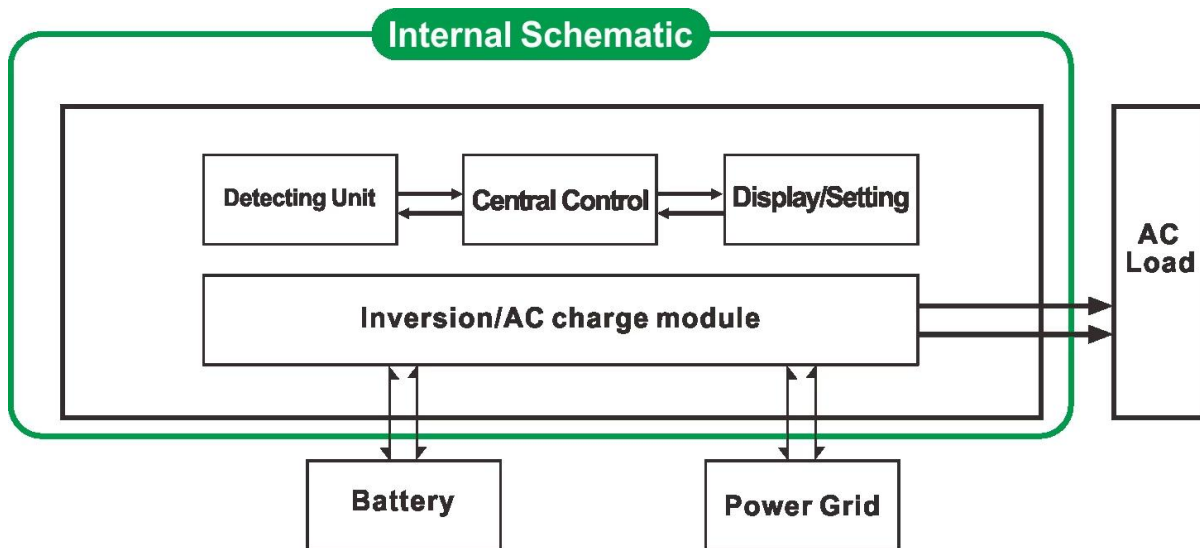 Internal Schematic
Detecting Unit
Central Control
Display/Setting
AC
Load
Inversion/AC charge module
Battery
Power Grid